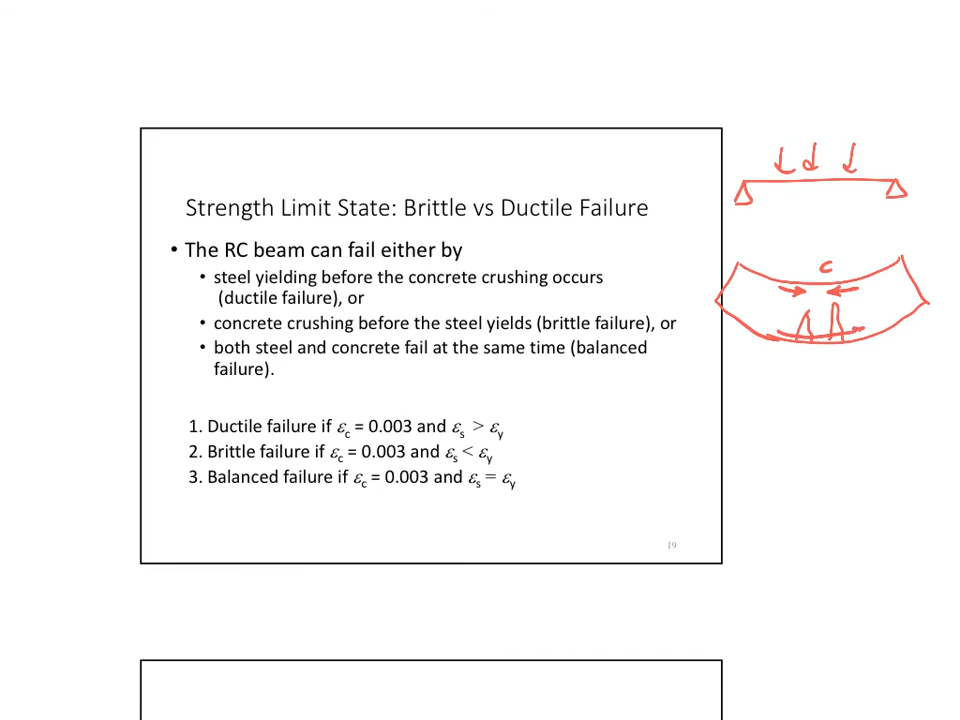 Strength Limit State: Brittle vs Ductile Failure
• The RC beam can fail either by
• steel yielding before the concrete crushing occurs
(ductile failure), or
• concrete crushing before the steel yields (brittle failure), or
• both steel and concrete fail at the same time (balanced
failure).
1. Ductile failure if εc = 0.003 and εs > εy
2. Brittle failure if εc = 0.003 and εs < εy
3. Balanced failure if εc = 0.003 and εs = εy
19
C